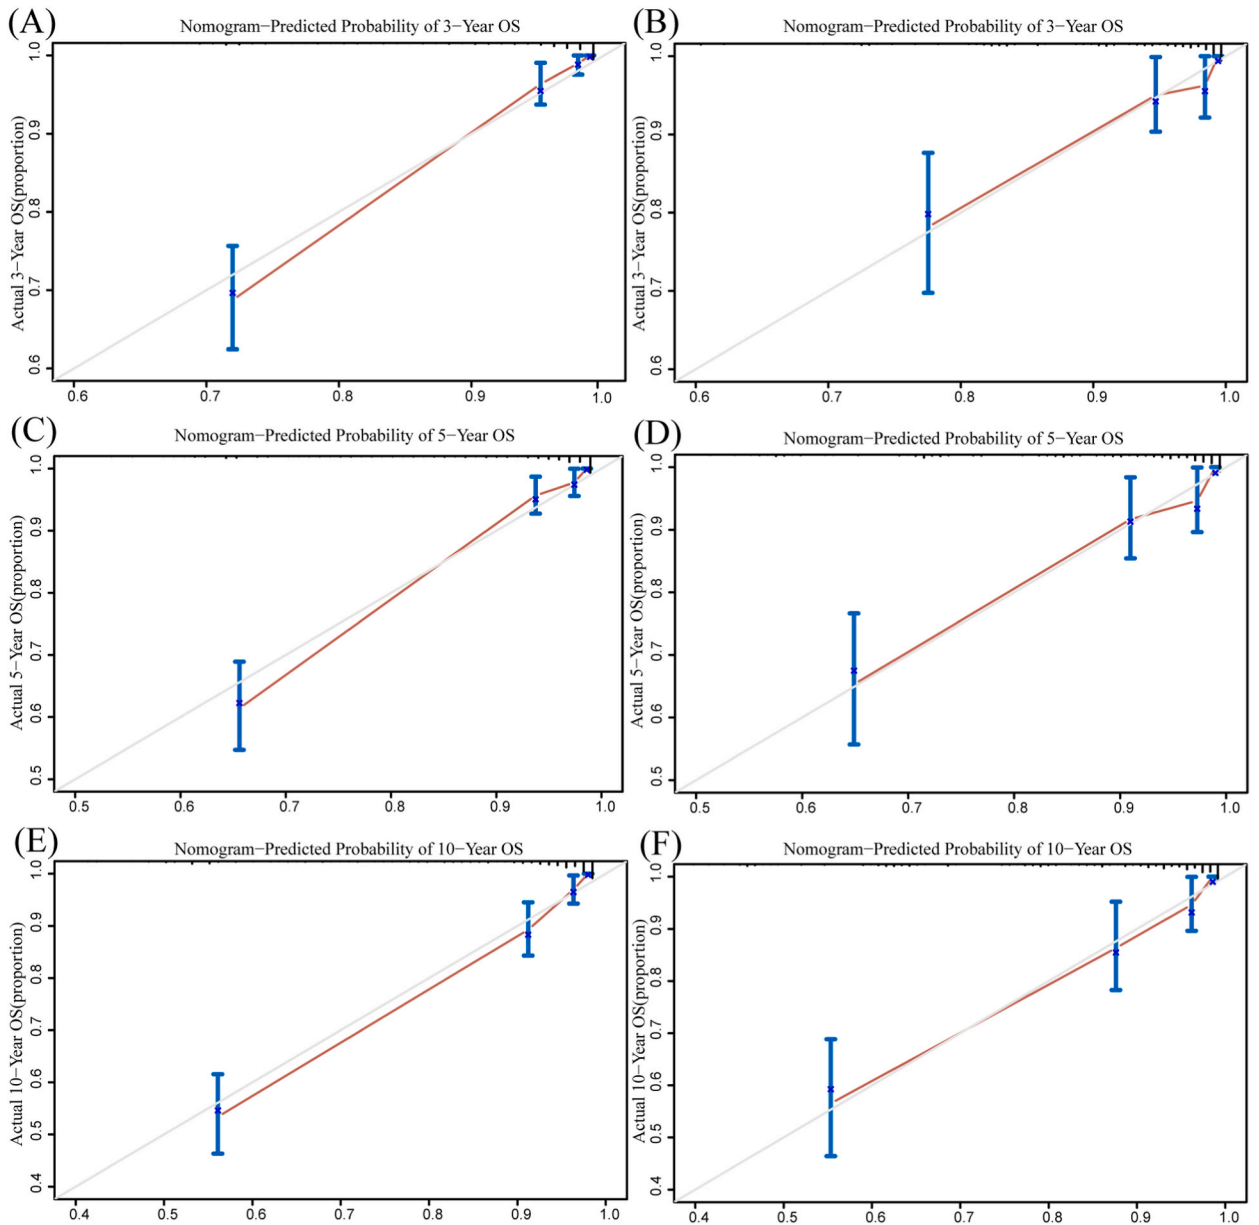 (A)
Nomogram−Predicted Probability of 3−Year OS
Actual 3−Year OS(proportion)
1.0
0.9
0.8
0.7
0.6
0.6 0.7 0.8 0.9 1.0
(B)
Nomogram−Predicted Probability of 3−Year OS
Actual 3−Year OS(proportion)
1.0
0.9
0.8
0.7
0.6
0.6 0.7 0.8 0.9 1.0
(C)
Nomogram−Predicted Probability of 5−Year OS
Actual 5−Year OS(proportion)
1.0
0.9
0.8
0.7
0.6
0.5
0.5 0.6 0.7 0.8 0.9 1.0
(D)
Nomogram−Predicted Probability of 5−Year OS
Actual 5−Year OS(proportion)
1.0
0.9
0.8
0.7
0.6
0.5
0.5 0.6 0.7 0.8 0.9 1.0
(E)
Nomogram−Predicted Probability of 10−Year OS
Actual 10−Year OS(proportion)
1.0
0.9
0.8
0.7
0.6
0.5
0.4
0.4 0.5 0.6 0.7 0.8 0.9 1.0
(F)
Nomogram−Predicted Probability of 10−Year OS
Actual 10−Year OS(proportion)
1.0
0.9
0.8
0.7
0.6
0.5
0.4
0.4 0.5 0.6 0.7 0.8 0.9 1.0